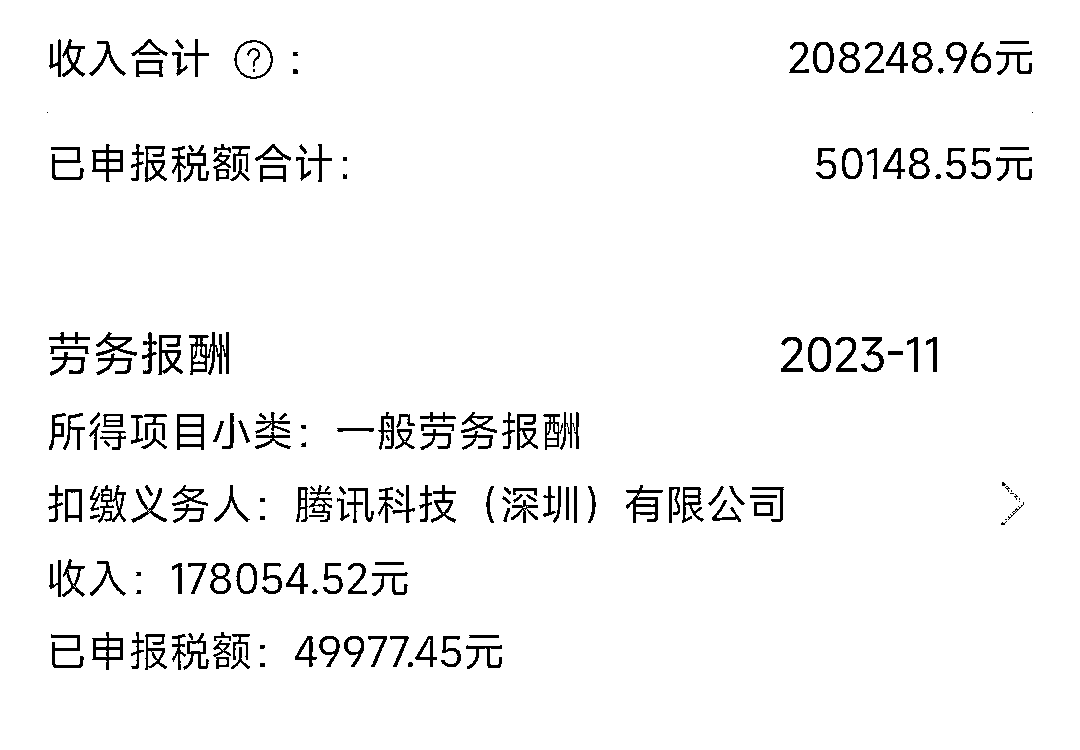 收入合计 ? : 208248.96元
已申报税额合计: 50148.55元
劳务报酬 2023-11
所得项目小类: 一般劳务报酬
扣缴义务人: 腾讯科技（深圳）有限公司
收入: 178054.52元
已申报税额: 49977.45元